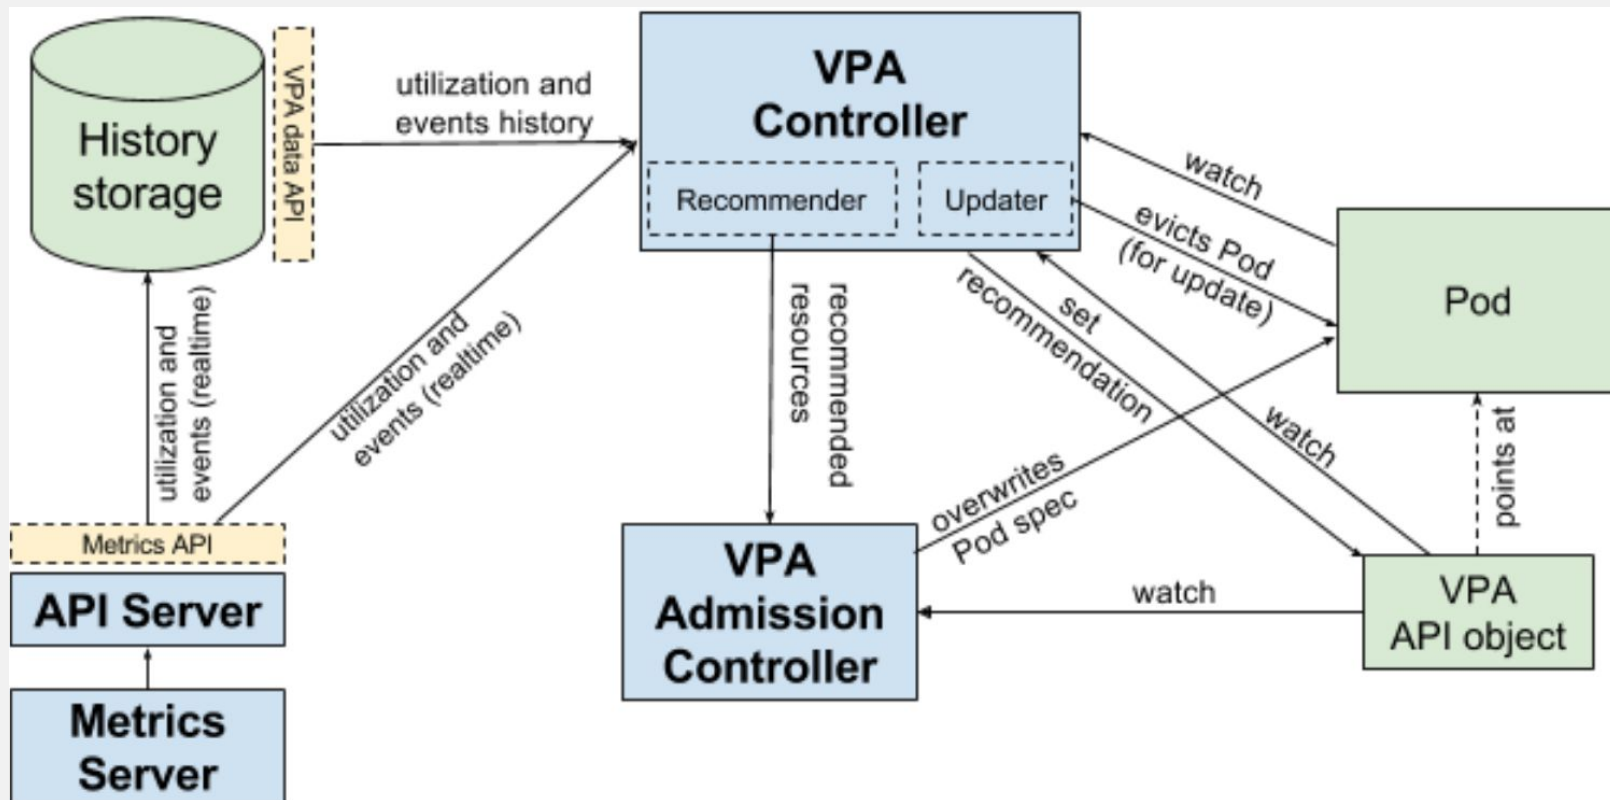 VPA
Controller
Recommender
Updater
History
storage
VPA data API
utilization and
events history
utilization and
events (realtime)
utilization and
events (realtime)
Metrics API
API Server
Metrics
Server
recommended
resources
VPA
Admission
Controller
watch
evicts Pod
(for update)
set
recommendation
watch
overwrites
Pod spec
watch
Pod
points at
VPA
API object